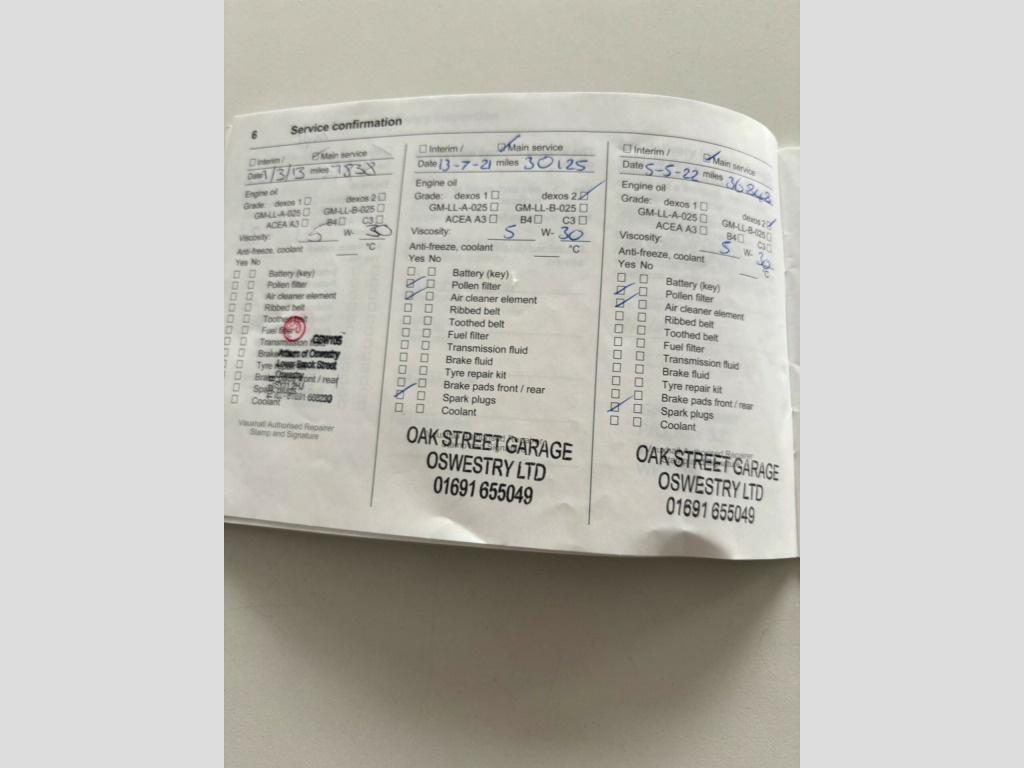 6 Service confirmation
Interim / Main service
Date 1/3/13 miles 7838
Engine oil
Grade: dexos 1 dexos 2
GM-LL-A-025 GM-LL-B-025
ACEA A3 B4 C3
Viscosity: 5 W- 30
Anti-freeze, coolant °C
Yes No
Battery (key)
Pollen filter
Air cleaner element
Ribbed belt
Toothed belt
Fuel filter
Transmission
Brake
Tyre
front / rear
Spark plugs
Coolant
of Oswestry
Street
Oswestry
Vauxhall Authorised Repairer
Stamp and Signature
Interim / Main service
Date 13-7-21 miles 30125
Engine oil
Grade: dexos 1 dexos 2
GM-LL-A-025 GM-LL-B-025
ACEA A3 B4 C3
Viscosity: 5 W- 30
Anti-freeze, coolant °C
Yes No
Battery (key)
Pollen filter
Air cleaner element
Ribbed belt
Toothed belt
Fuel filter
Transmission fluid
Brake fluid
Tyre repair kit
Brake pads front / rear
Spark plugs
Coolant
OAK STREET GARAGE
OSWESTRY LTD
01691 655049
Interim / Main service
Date 5-5-22 miles 36242
Engine oil
Grade: dexos 1 dexos 2
GM-LL-A-025 GM-LL-B-025
ACEA A3 B4 C3
Viscosity: 5 W- 30
Anti-freeze, coolant °C
Yes No
Battery (key)
Pollen filter
Air cleaner element
Ribbed belt
Toothed belt
Fuel filter
Transmission fluid
Brake fluid
Tyre repair kit
Brake pads front / rear
Spark plugs
Coolant
OAK STREET GARAGE
OSWESTRY LTD
01691 655049